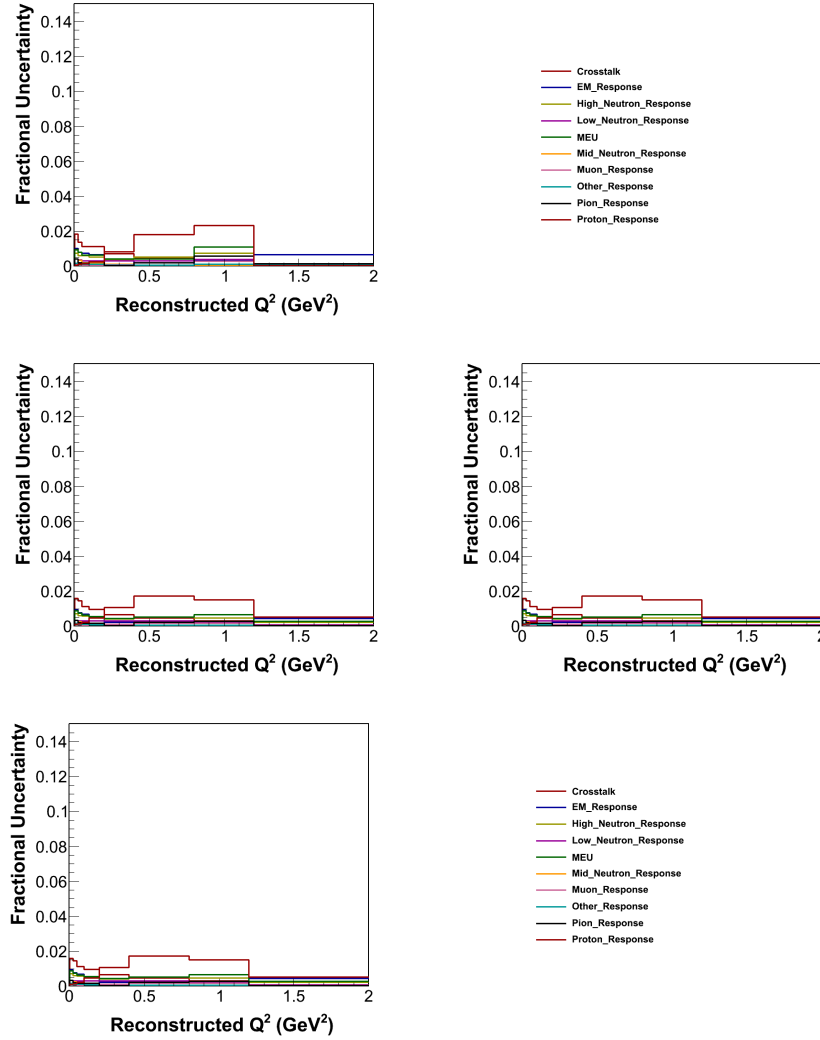 Fractional Uncertainty
0.14
0.12
0.1
0.08
0.06
0.04
0.02
0
0 0.5 1 1.5 2
Reconstructed Q² (GeV²)
Crosstalk
EM_Response
High_Neutron_Response
Low_Neutron_Response
MEU
Mid_Neutron_Response
Muon_Response
Other_Response
Pion_Response
Proton_Response
Fractional Uncertainty
0.14
0.12
0.1
0.08
0.06
0.04
0.02
0
0 0.5 1 1.5 2
Reconstructed Q² (GeV²)
Fractional Uncertainty
0.14
0.12
0.1
0.08
0.06
0.04
0.02
0
0 0.5 1 1.5 2
Reconstructed Q² (GeV²)
Fractional Uncertainty
0.14
0.12
0.1
0.08
0.06
0.04
0.02
0
0 0.5 1 1.5 2
Reconstructed Q² (GeV²)
Crosstalk
EM_Response
High_Neutron_Response
Low_Neutron_Response
MEU
Mid_Neutron_Response
Muon_Response
Other_Response
Pion_Response
Proton_Response